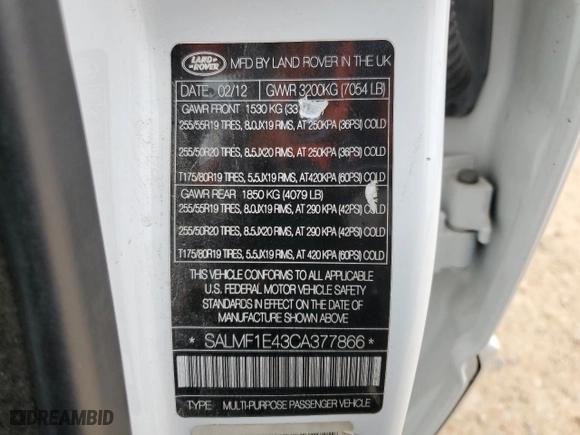 LAND ROVER
MFD BY LAND ROVER IN THE UK
DATE 02/12 GVWR 3200KG (7054 LB)
GAWR FRONT 1530 KG (33
255/55R19 TIRES, 8.0JX19 RIMS, AT 250KPA (36PSI) COLD
255/50R20 TIRES, 8.5JX20 RIMS, AT 250KPA (36PSI) COLD
T175/80R19 TIRES, 5.5JX19 RIMS, AT420KPA (60PSI) COLD
GAWR REAR 1850 KG (4079 LB)
255/55R19 TIRES, 8.0JX19 RIMS, AT 290 KPA (42PSI) COLD
255/50R20 TIRES, 8.5JX20 RIMS, AT 290 KPA (42PSI) COLD
T175/80R19 TIRES, 5.5JX19 RIMS, AT 420 KPA (60PSI) COLD
THIS VEHICLE CONFORMS TO ALL APPLICABLE
U.S. FEDERAL MOTOR VEHICLE SAFETY
STANDARDS IN EFFECT ON THE DATE OF
MANUFACTURE SHOWN ABOVE.
* SALMF1E43CA377866 *
TYPE MULTI-PURPOSE PASSENGER VEHICLE
DREAMBID